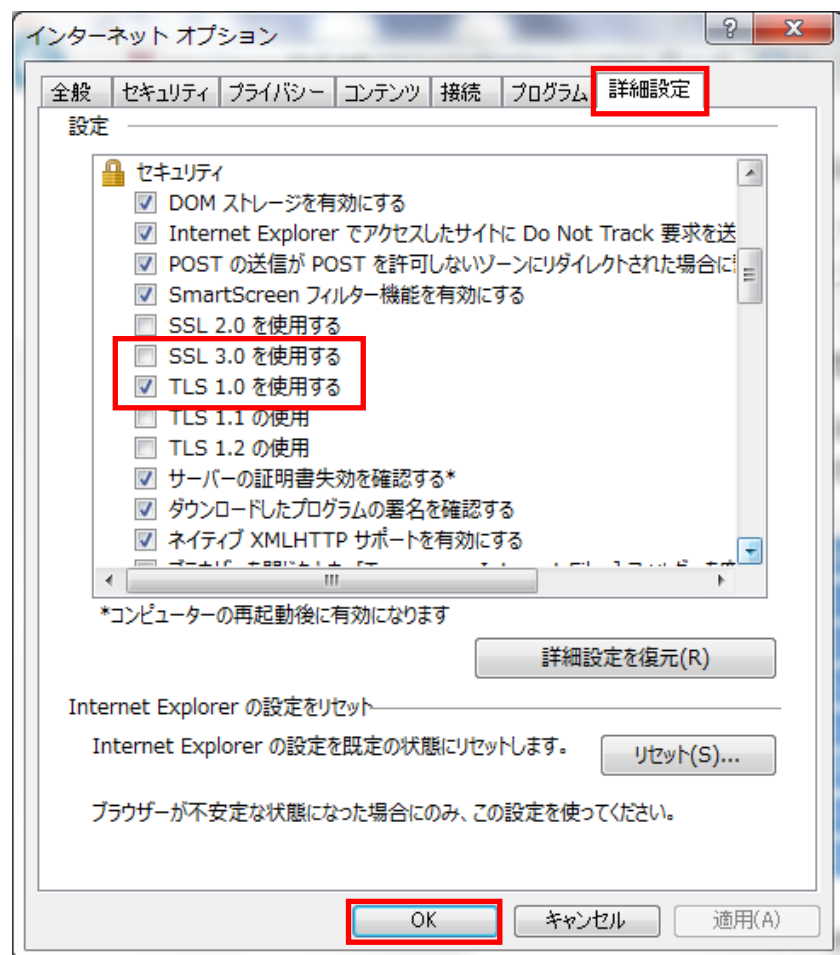 インターネット オプション
全般 セキュリティ プライバシー コンテンツ 接続 プログラム 詳細設定
設定
セキュリティ
DOM ストレージを有効にする
Internet Explorer でアクセスしたサイトに Do Not Track 要求を送
POST の送信が POST を許可しないゾーンにリダイレクトされた場合に
SmartScreen フィルター機能を有効にする
SSL 2.0 を使用する
SSL 3.0 を使用する
TLS 1.0 を使用する
TLS 1.1 の使用
TLS 1.2 の使用
サーバーの証明書失効を確認する*
ダウンロードしたプログラムの署名を確認する
ネイティブ XMLHTTP サポートを有効にする
*コンピューターの再起動後に有効になります
詳細設定を復元(R)
Internet Explorer の設定をリセット
Internet Explorer の設定を既定の状態にリセットします。
リセット(S)...
ブラウザーが不安定な状態になった場合にのみ、この設定を使ってください。
OK キャンセル 適用(A)